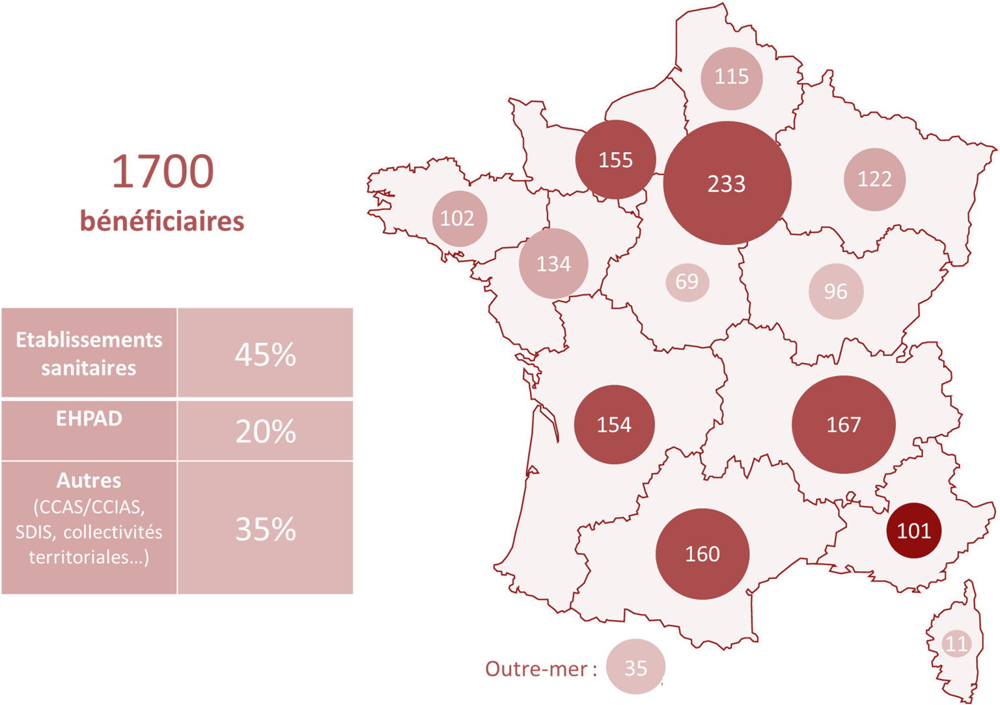 1700
bénéficiaires
Etablissements
sanitaires
45%
EHPAD
20%
Autres
(CCAS/CCIAS,
SDIS, collectivités
territoriales…)
35%
115
155
233
122
102
134
69
96
154
167
101
160
11
Outre-mer : 35